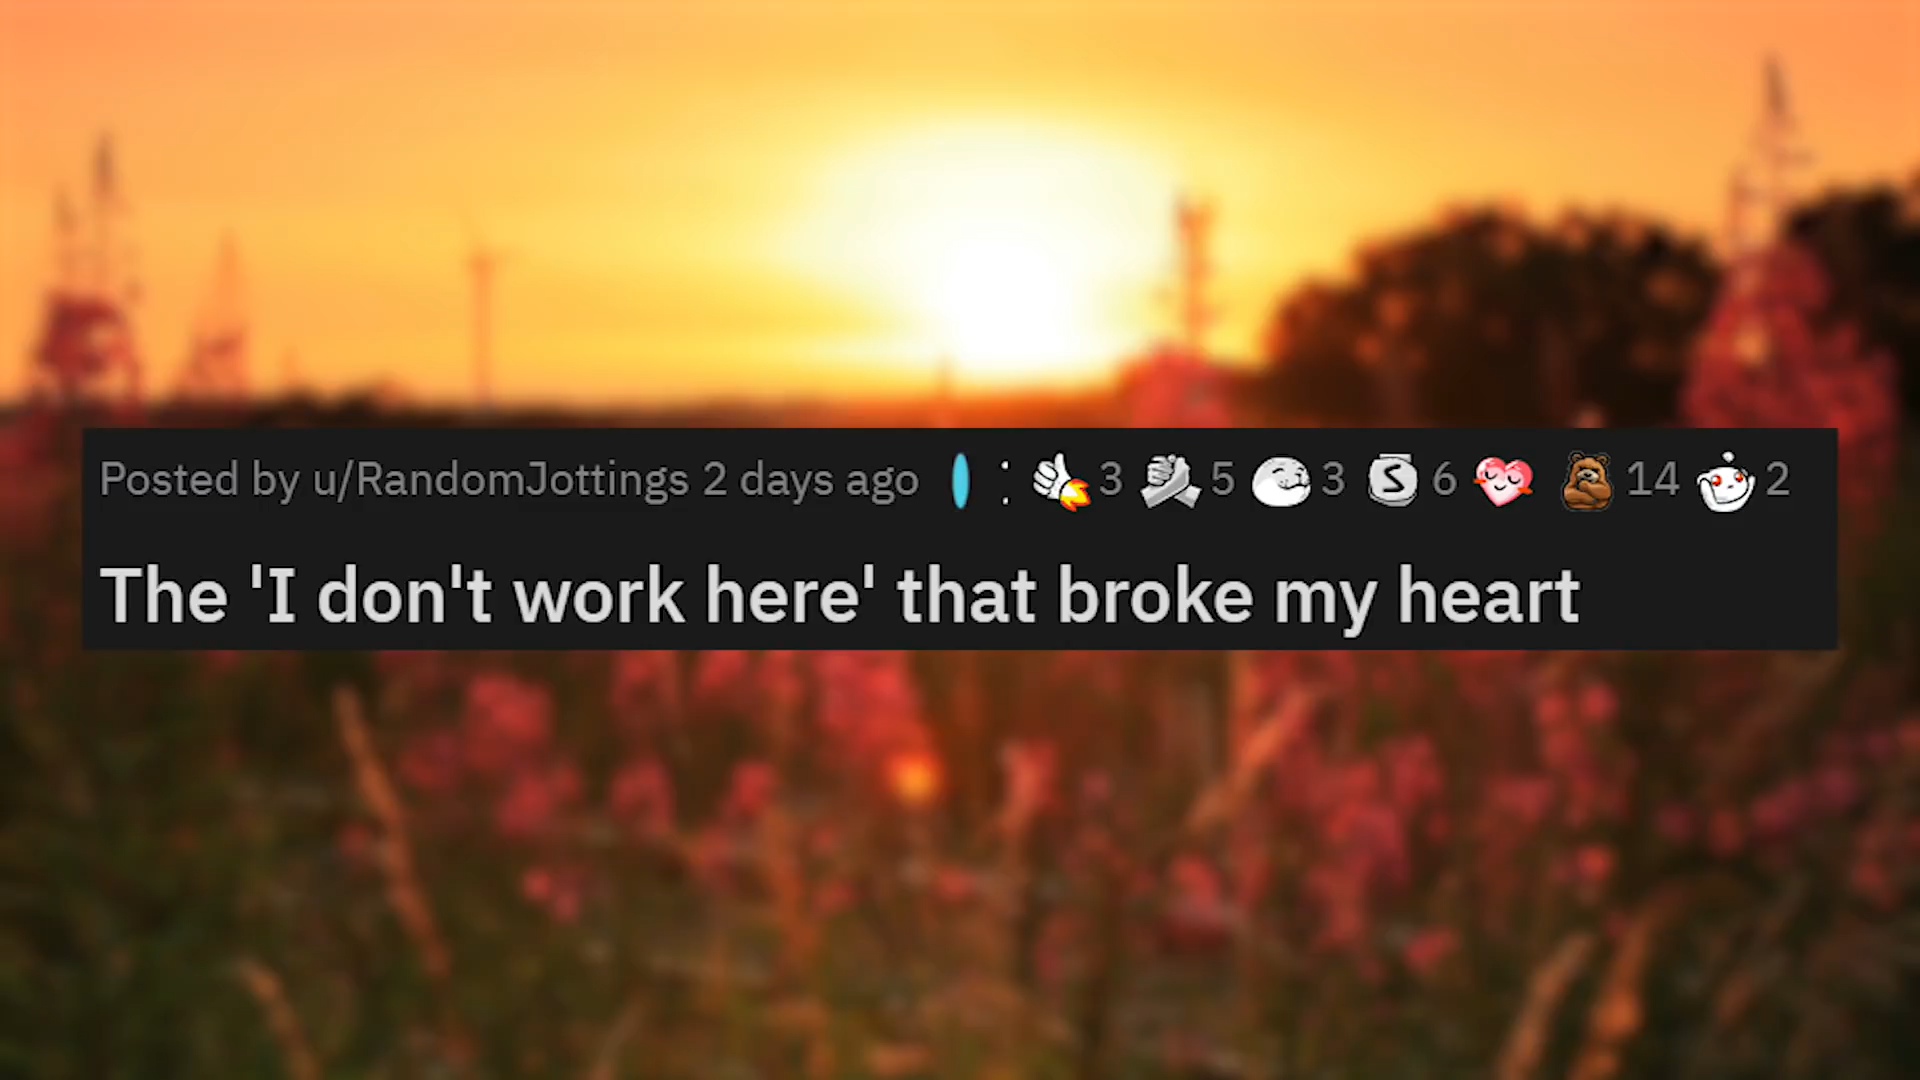 Posted by u/RandomJottings 2 days ago 3 5 3 S 6 14 2
The 'I don't work here' that broke my heart